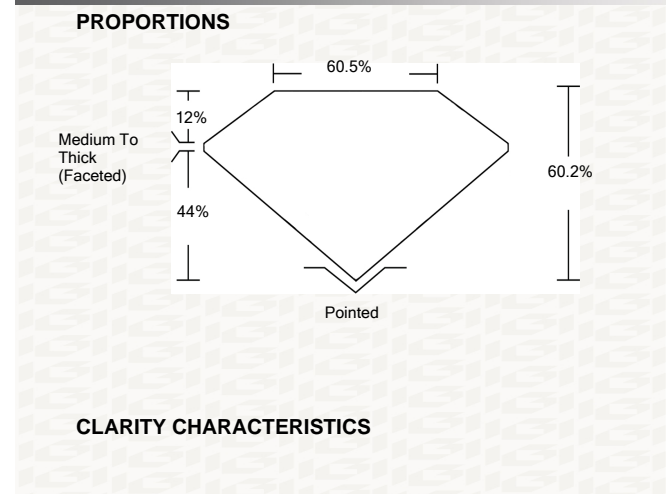 PROPORTIONS
60.5%
12%
Medium To
Thick
(Faceted)
60.2%
44%
Pointed
CLARITY CHARACTERISTICS